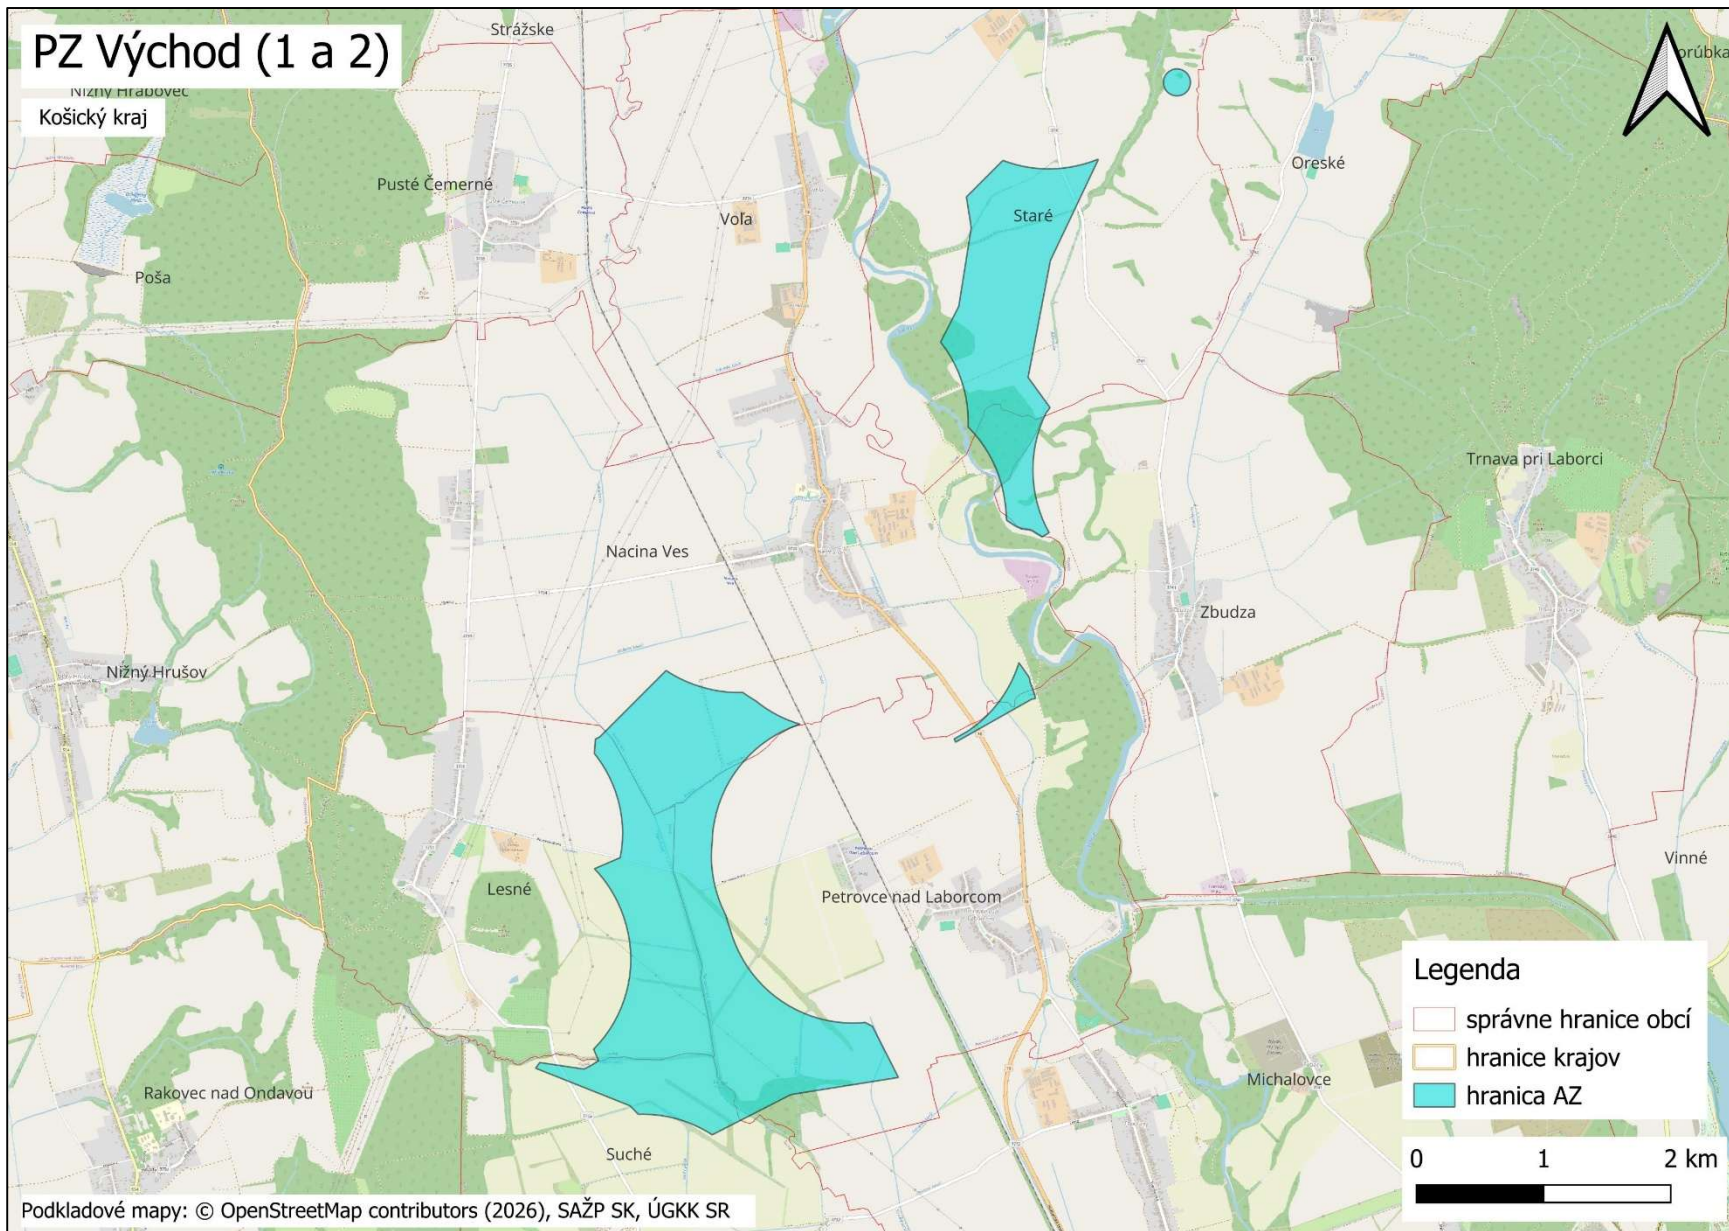 PZ Východ (1 a 2)
Košický kraj
Strážske
Nižný Hrabovec
Pusté Čemerné
Voľa
Staré
Oreské
Poša
Trnava pri Laborci
Nacina Ves
Zbudza
Nižný Hrušov
Vinné
Lesné
Petrovce nad Laborcom
Rakovec nad Ondavou
Michalovce
Suché
Legenda
správne hranice obcí
hranice krajov
hranica AZ
0 1 2 km
Podkladové mapy: © OpenStreetMap contributors (2026), SAŽP SK, ÚGKK SR